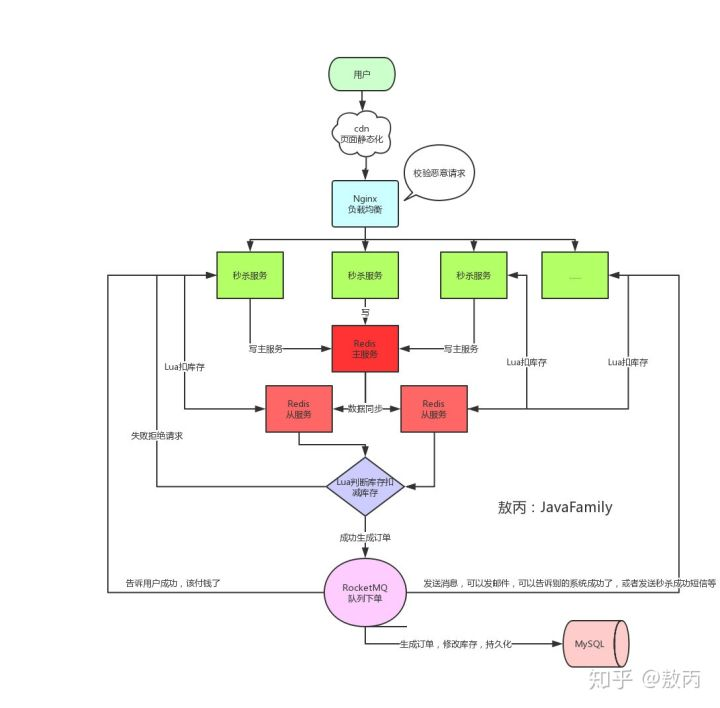 用户
cdn
页面静态化
校验恶意请求
Nginx
负载均衡
秒杀服务
秒杀服务
秒杀服务
......
写
Redis
主服务
写主服务
写主服务
Lua扣库存
Lua扣库存
Lua扣库存
Redis
从服务
数据同步
Redis
从服务
失败拒绝请求
Lua判断库存扣
减库存
敖丙：JavaFamily
成功生成订单
告诉用户成功，该付钱了
RocketMQ
队列下单
发送消息，可以发邮件，可以告诉别的系统成功了，或者发送秒杀成功短信等
生成订单，修改库存，持久化
MySQL
知乎 @敖丙